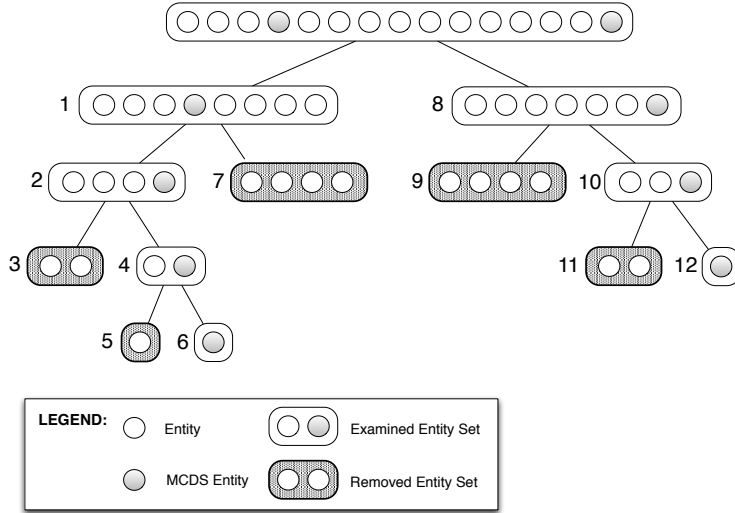 1
8
2
7
9
10
3
4
11
12
5
6
LEGEND:
Entity
Examined Entity Set
MCDS Entity
Removed Entity Set